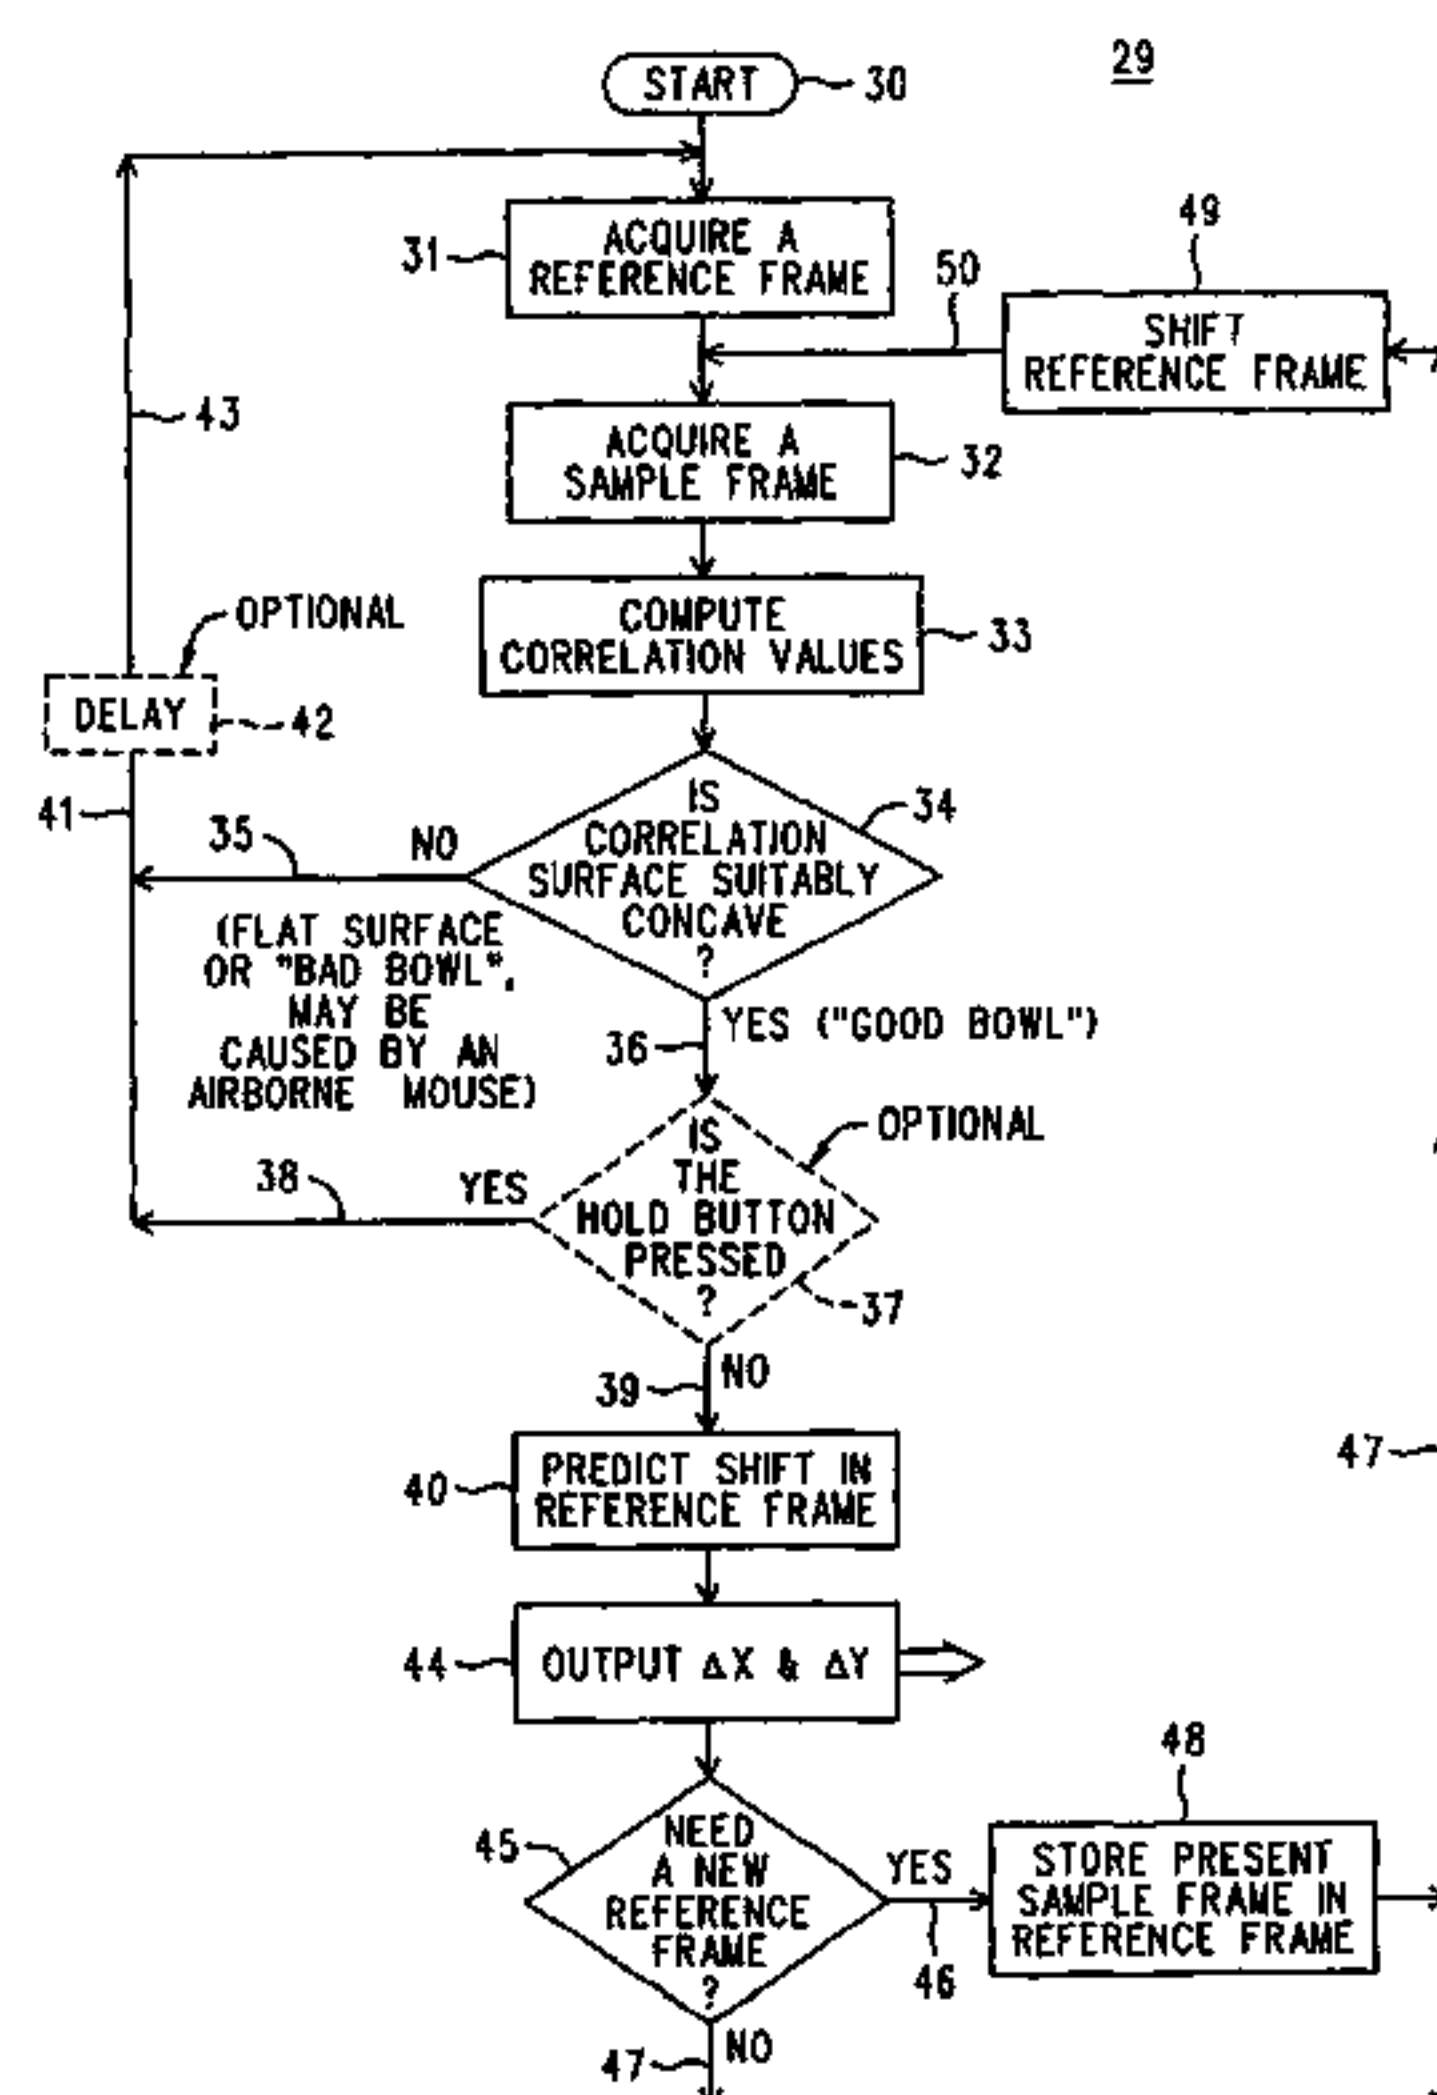 29
START
30
ACQUIRE A
REFERENCE FRAME
31
49
50
SHIFT
REFERENCE FRAME
43
ACQUIRE A
SAMPLE FRAME
32
OPTIONAL
COMPUTE
CORRELATION VALUES
33
DELAY
42
41
35
NO
IS
CORRELATION
SURFACE SUITABLY
CONCAVE
?
34
(FLAT SURFACE
OR "BAD BOWL",
MAY BE
CAUSED BY AN
AIRBORNE MOUSE)
36
YES ("GOOD BOWL")
OPTIONAL
38
YES
IS
THE
HOLD BUTTON
PRESSED
?
37
39
NO
40
PREDICT SHIFT IN
REFERENCE FRAME
47
44
OUTPUT ΔX & ΔY
48
45
NEED
A NEW
REFERENCE
FRAME
?
YES
46
STORE PRESENT
SAMPLE FRAME IN
REFERENCE FRAME
47
NO